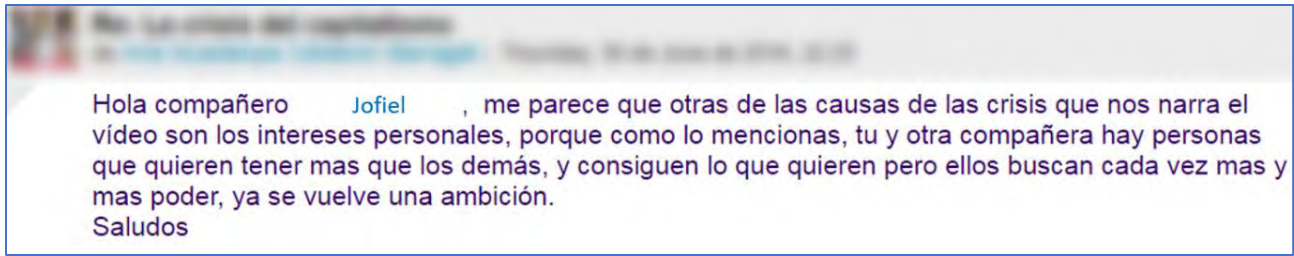 Hola compañero Jofiel , me parece que otras de las causas de las crisis que nos narra el
vídeo son los intereses personales, porque como lo mencionas, tu y otra compañera hay personas
que quieren tener mas que los demás, y consiguen lo que quieren pero ellos buscan cada vez mas y
mas poder, ya se vuelve una ambición.
Saludos